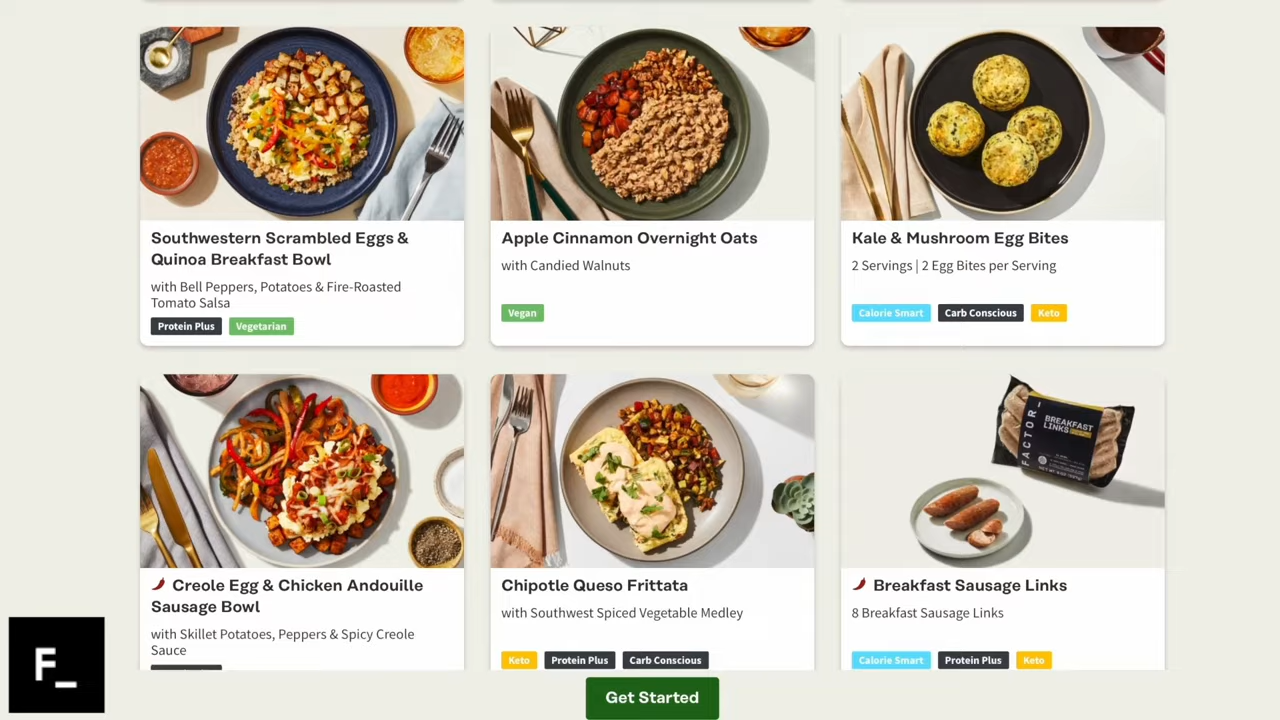 Southwestern Scrambled Eggs &
Quinoa Breakfast Bowl
with Bell Peppers, Potatoes & Fire-Roasted
Tomato Salsa
Protein Plus Vegetarian
Apple Cinnamon Overnight Oats
with Candied Walnuts
Vegan
Kale & Mushroom Egg Bites
2 Servings | 2 Egg Bites per Serving
Calorie Smart Carb Conscious Keto
Creole Egg & Chicken Andouille
Sausage Bowl
with Skillet Potatoes, Peppers & Spicy Creole
Sauce
Chipotle Queso Frittata
with Southwest Spiced Vegetable Medley
Keto Protein Plus Carb Conscious
FACTOR_
BREAKFAST
LINKS
Breakfast Sausage Links
8 Breakfast Sausage Links
Calorie Smart Protein Plus Keto
F_
Get Started